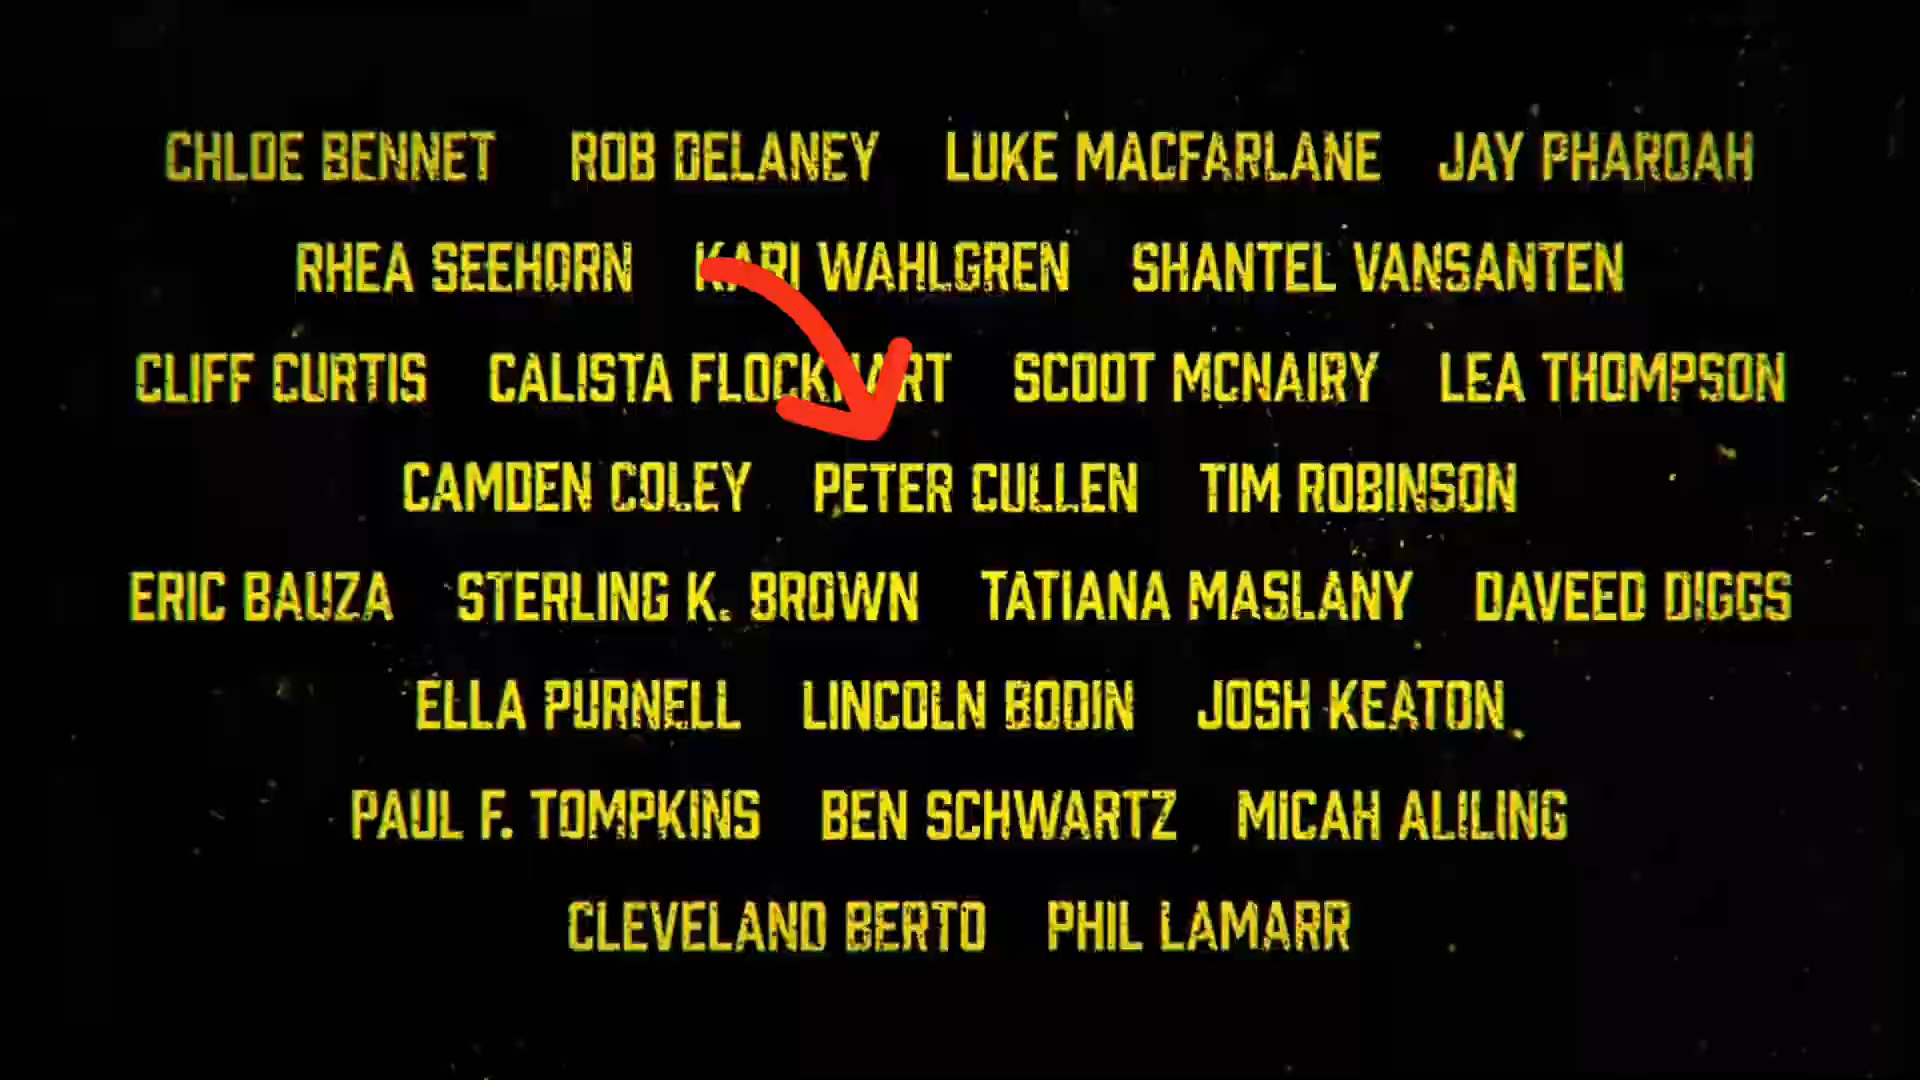 CHLOE BENNET ROB DELANEY LUKE MACFARLANE JAY PHAROAH
RHEA SEEHORN KARI WAHLGREN SHANTEL VANSANTEN
CLIFF CURTIS CALISTA FLOCKHART SCOOT MCNAIRY LEA THOMPSON
CAMDEN COLEY PETER CULLEN TIM ROBINSON
ERIC BAUZA STERLING K. BROWN TATIANA MASLANY DAVEED DIGGS
ELLA PURNELL LINCOLN BODIN JOSH KEATON
PAUL F. TOMPKINS BEN SCHWARTZ MICAH ALILING
CLEVELAND BERTO PHIL LAMARR